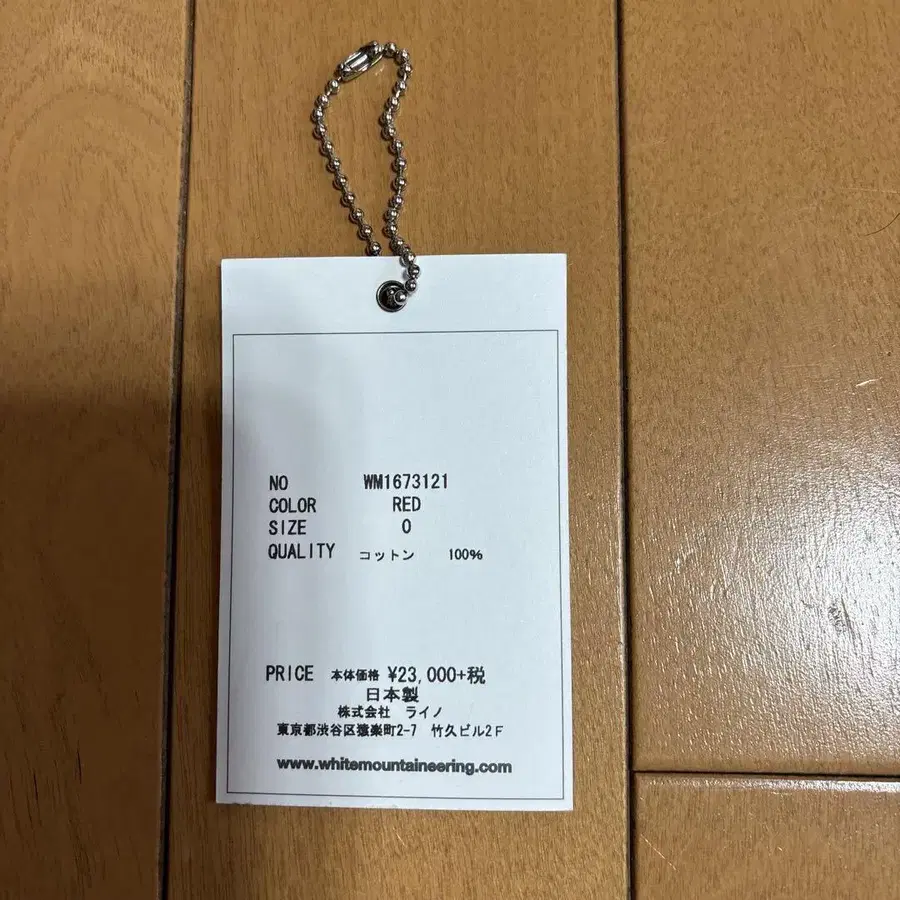 NO WM1673121
COLOR RED
SIZE 0
QUALITY コットン 100%
PRICE 本体価格 ¥23,000+税
日本製
株式会社 ライノ
東京都渋谷区猿楽町2-7 竹久ビル2F
www.whitemountaineering.com